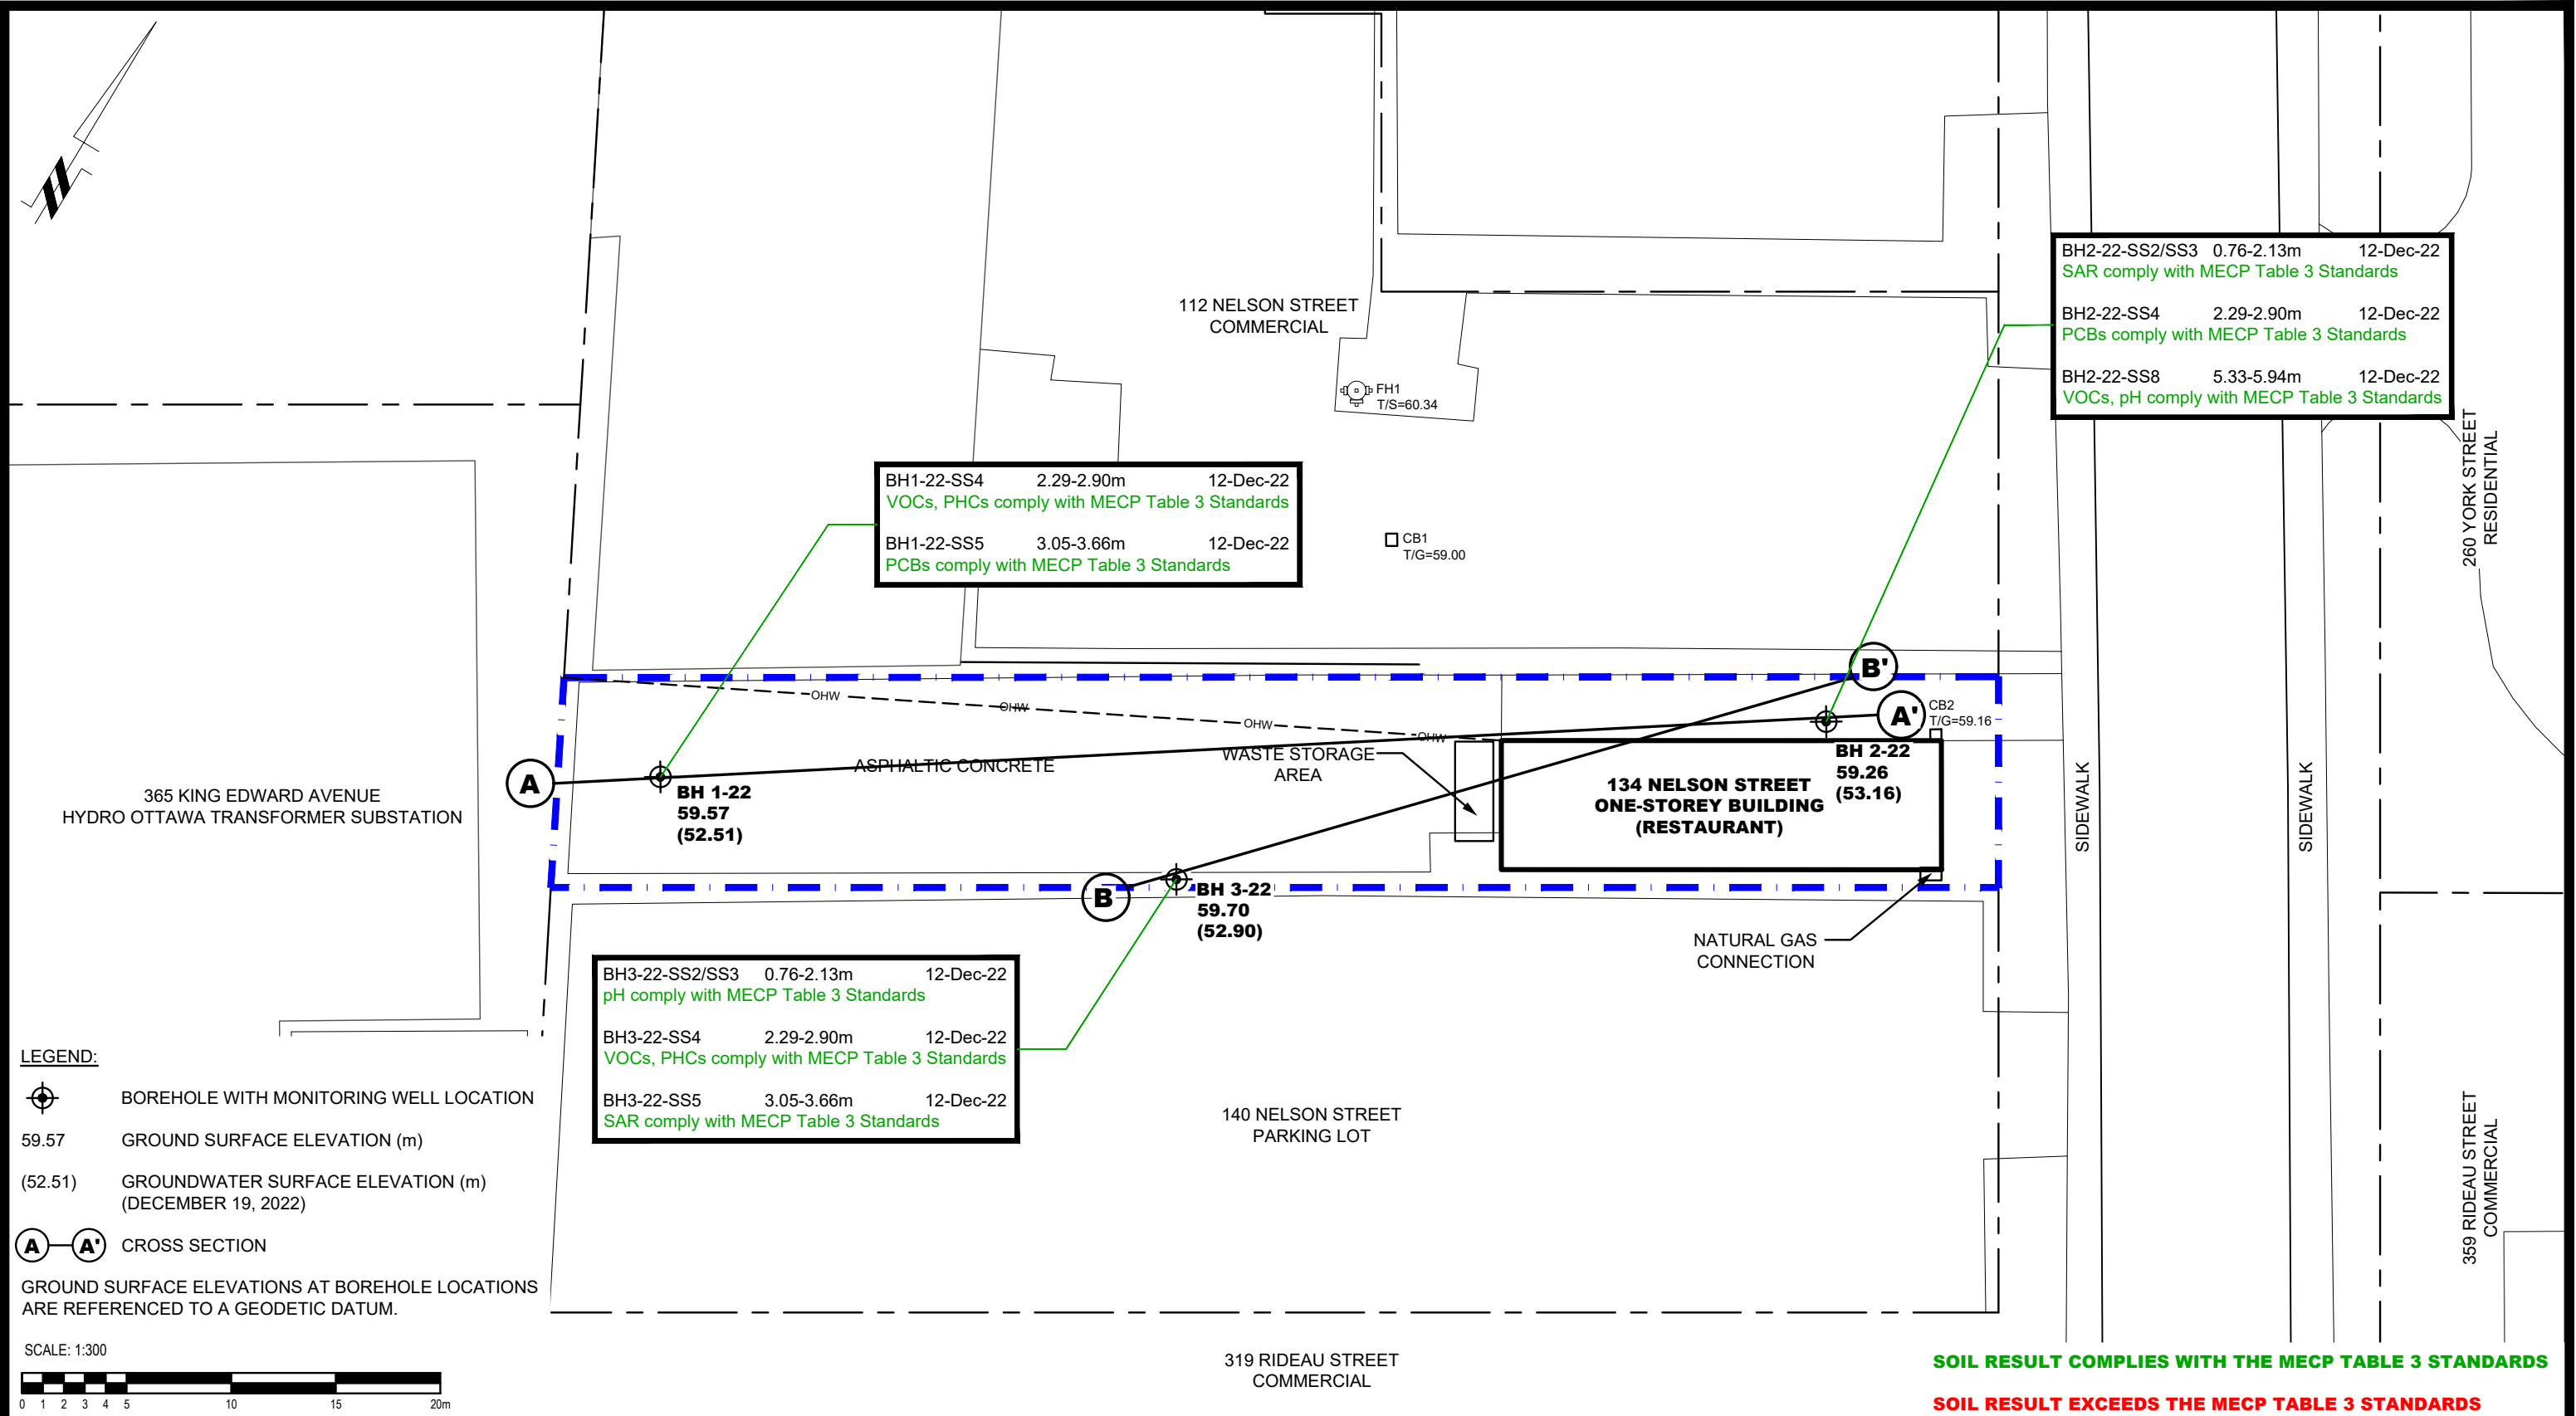 112 NELSON STREET
COMMERCIAL
FH1
T/S=60.34
CB1
T/G=59.00
BH2-22-SS2/SS3 0.76-2.13m 12-Dec-22
SAR comply with MECP Table 3 Standards
BH2-22-SS4 2.29-2.90m 12-Dec-22
PCBs comply with MECP Table 3 Standards
BH2-22-SS8 5.33-5.94m 12-Dec-22
VOCs, pH comply with MECP Table 3 Standards
260 YORK STREET
RESIDENTIAL
BH1-22-SS4 2.29-2.90m 12-Dec-22
VOCs, PHCs comply with MECP Table 3 Standards
BH1-22-SS5 3.05-3.66m 12-Dec-22
PCBs comply with MECP Table 3 Standards
OHW
OHW
OHW
OHW
B'
A'
CB2
T/G=59.16
A
ASPHALTIC CONCRETE
WASTE STORAGE
AREA
BH 1-22
59.57
(52.51)
134 NELSON STREET
ONE-STOREY BUILDING
(RESTAURANT)
BH 2-22
59.26
(53.16)
365 KING EDWARD AVENUE
HYDRO OTTAWA TRANSFORMER SUBSTATION
SIDEWALK
SIDEWALK
B
BH 3-22
59.70
(52.90)
NATURAL GAS
CONNECTION
BH3-22-SS2/SS3 0.76-2.13m 12-Dec-22
pH comply with MECP Table 3 Standards
BH3-22-SS4 2.29-2.90m 12-Dec-22
VOCs, PHCs comply with MECP Table 3 Standards
BH3-22-SS5 3.05-3.66m 12-Dec-22
SAR comply with MECP Table 3 Standards
140 NELSON STREET
PARKING LOT
359 RIDEAU STREET
COMMERCIAL
319 RIDEAU STREET
COMMERCIAL
LEGEND:
BOREHOLE WITH MONITORING WELL LOCATION
59.57 GROUND SURFACE ELEVATION (m)
(52.51) GROUNDWATER SURFACE ELEVATION (m)
(DECEMBER 19, 2022)
A A' CROSS SECTION
GROUND SURFACE ELEVATIONS AT BOREHOLE LOCATIONS
ARE REFERENCED TO A GEODETIC DATUM.
SCALE: 1:300
0 1 2 3 4 5 10 15 20m
SOIL RESULT COMPLIES WITH THE MECP TABLE 3 STANDARDS
SOIL RESULT EXCEEDS THE MECP TABLE 3 STANDARDS